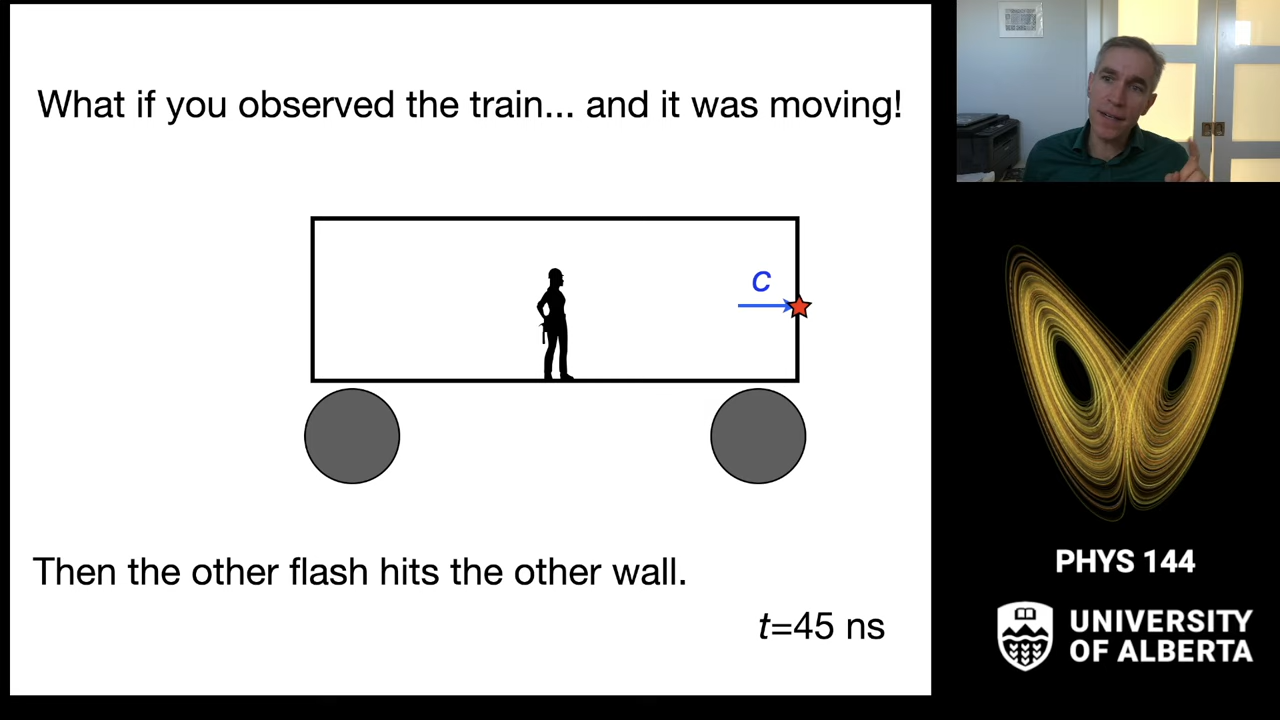 What if you observed the train... and it was moving!
c
Then the other flash hits the other wall.
t=45 ns
PHYS 144
UNIVERSITY
OF ALBERTA